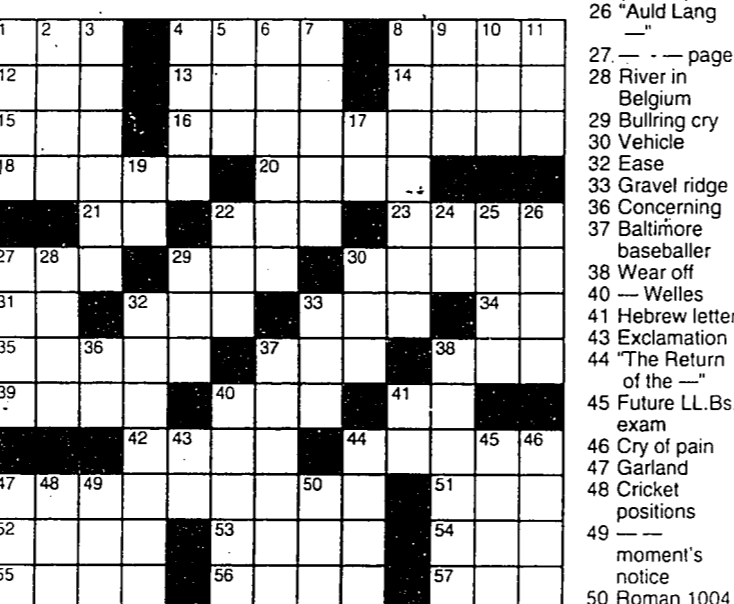 1 2 3 4 5 6 7 8 9 10 11
12 13 14
15 16 17
18 19 20
21 22 23 24 25 26
27 28 29 30
31 32 33 34
35 36 37 38
39 40 41
42 43 44 45 46
47 48 49 50 51
52 53 54
55 56 57
26 "Auld Lang
—"
27 — - — page
28 River in
Belgium
29 Bullring cry
30 Vehicle
32 Ease
33 Gravel ridge
36 Concerning
37 Baltimore
baseballer
38 Wear off
40 — Welles
41 Hebrew letter
43 Exclamation
44 "The Return
of the —"
45 Future LL.Bs.
exam
46 Cry of pain
47 Garland
48 Cricket
positions
49 — —
moment's
notice
50 Roman 1004